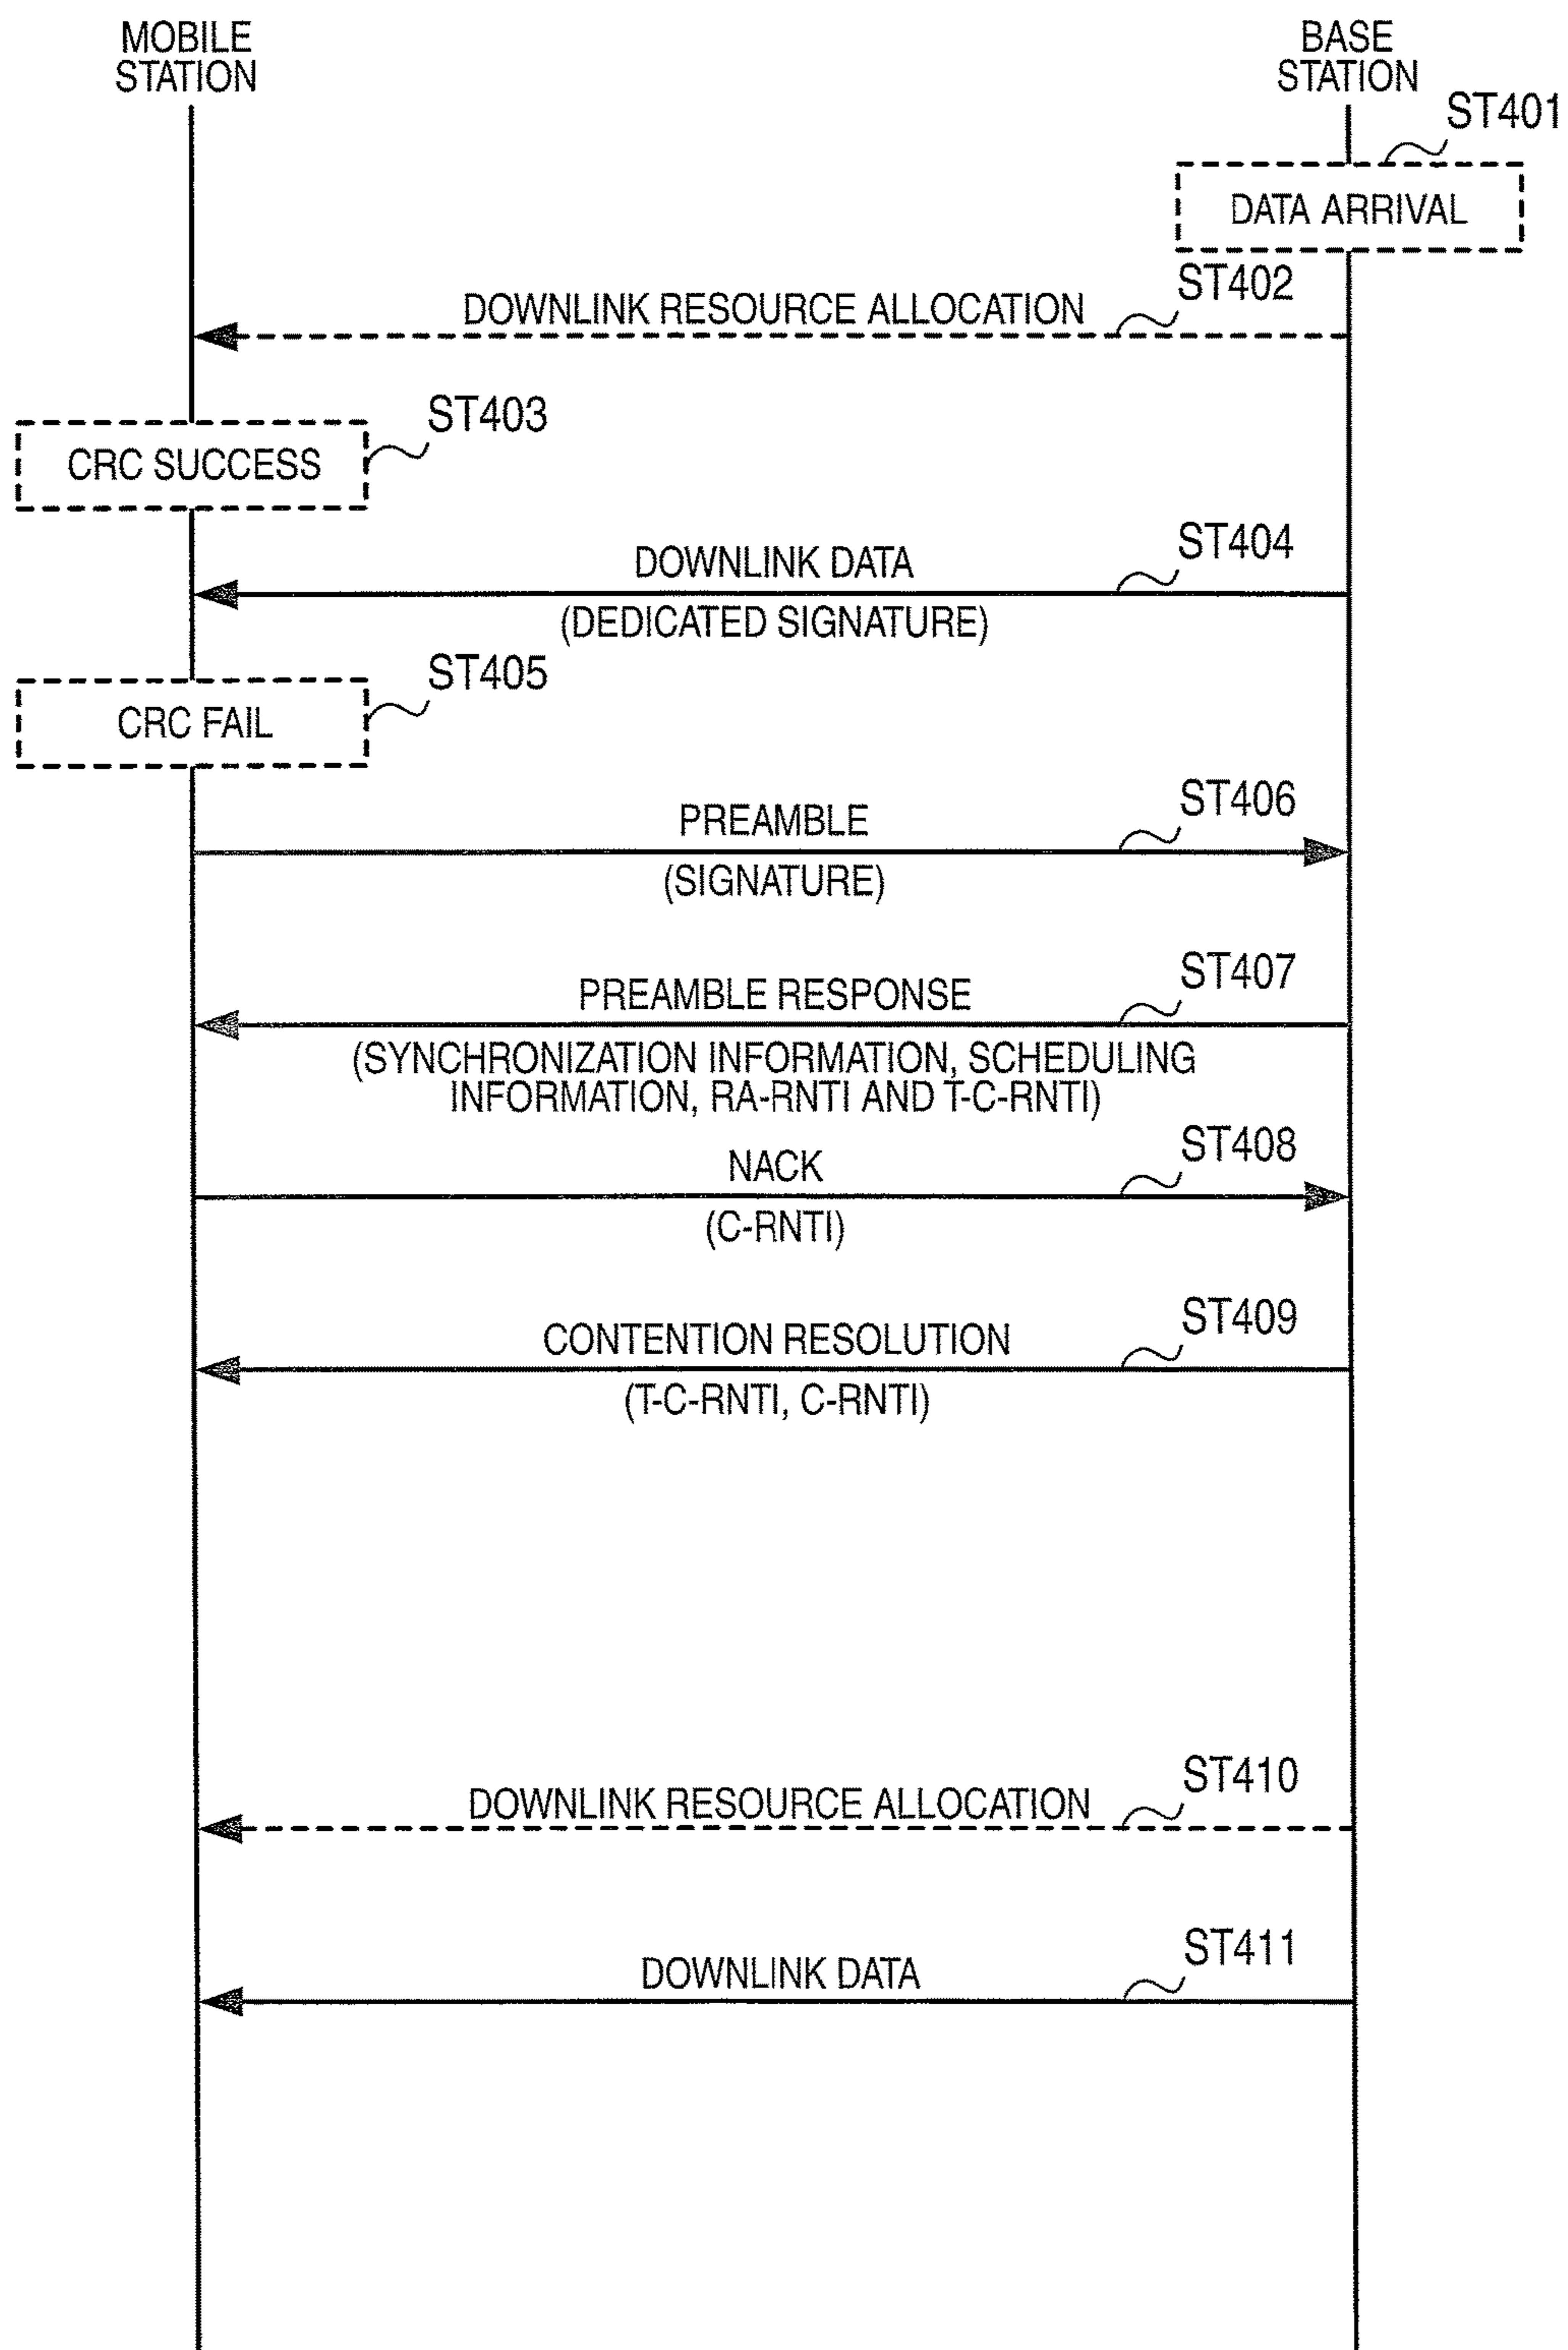 MOBILE
STATION
BASE
STATION
ST401
DATA ARRIVAL
ST402
DOWNLINK RESOURCE ALLOCATION
ST403
CRC SUCCESS
ST404
DOWNLINK DATA
(DEDICATED SIGNATURE)
ST405
CRC FAIL
ST406
PREAMBLE
(SIGNATURE)
ST407
PREAMBLE RESPONSE
(SYNCHRONIZATION INFORMATION, SCHEDULING
INFORMATION, RA-RNTI AND T-C-RNTI)
ST408
NACK
(C-RNTI)
ST409
CONTENTION RESOLUTION
(T-C-RNTI, C-RNTI)
ST410
DOWNLINK RESOURCE ALLOCATION
ST411
DOWNLINK DATA